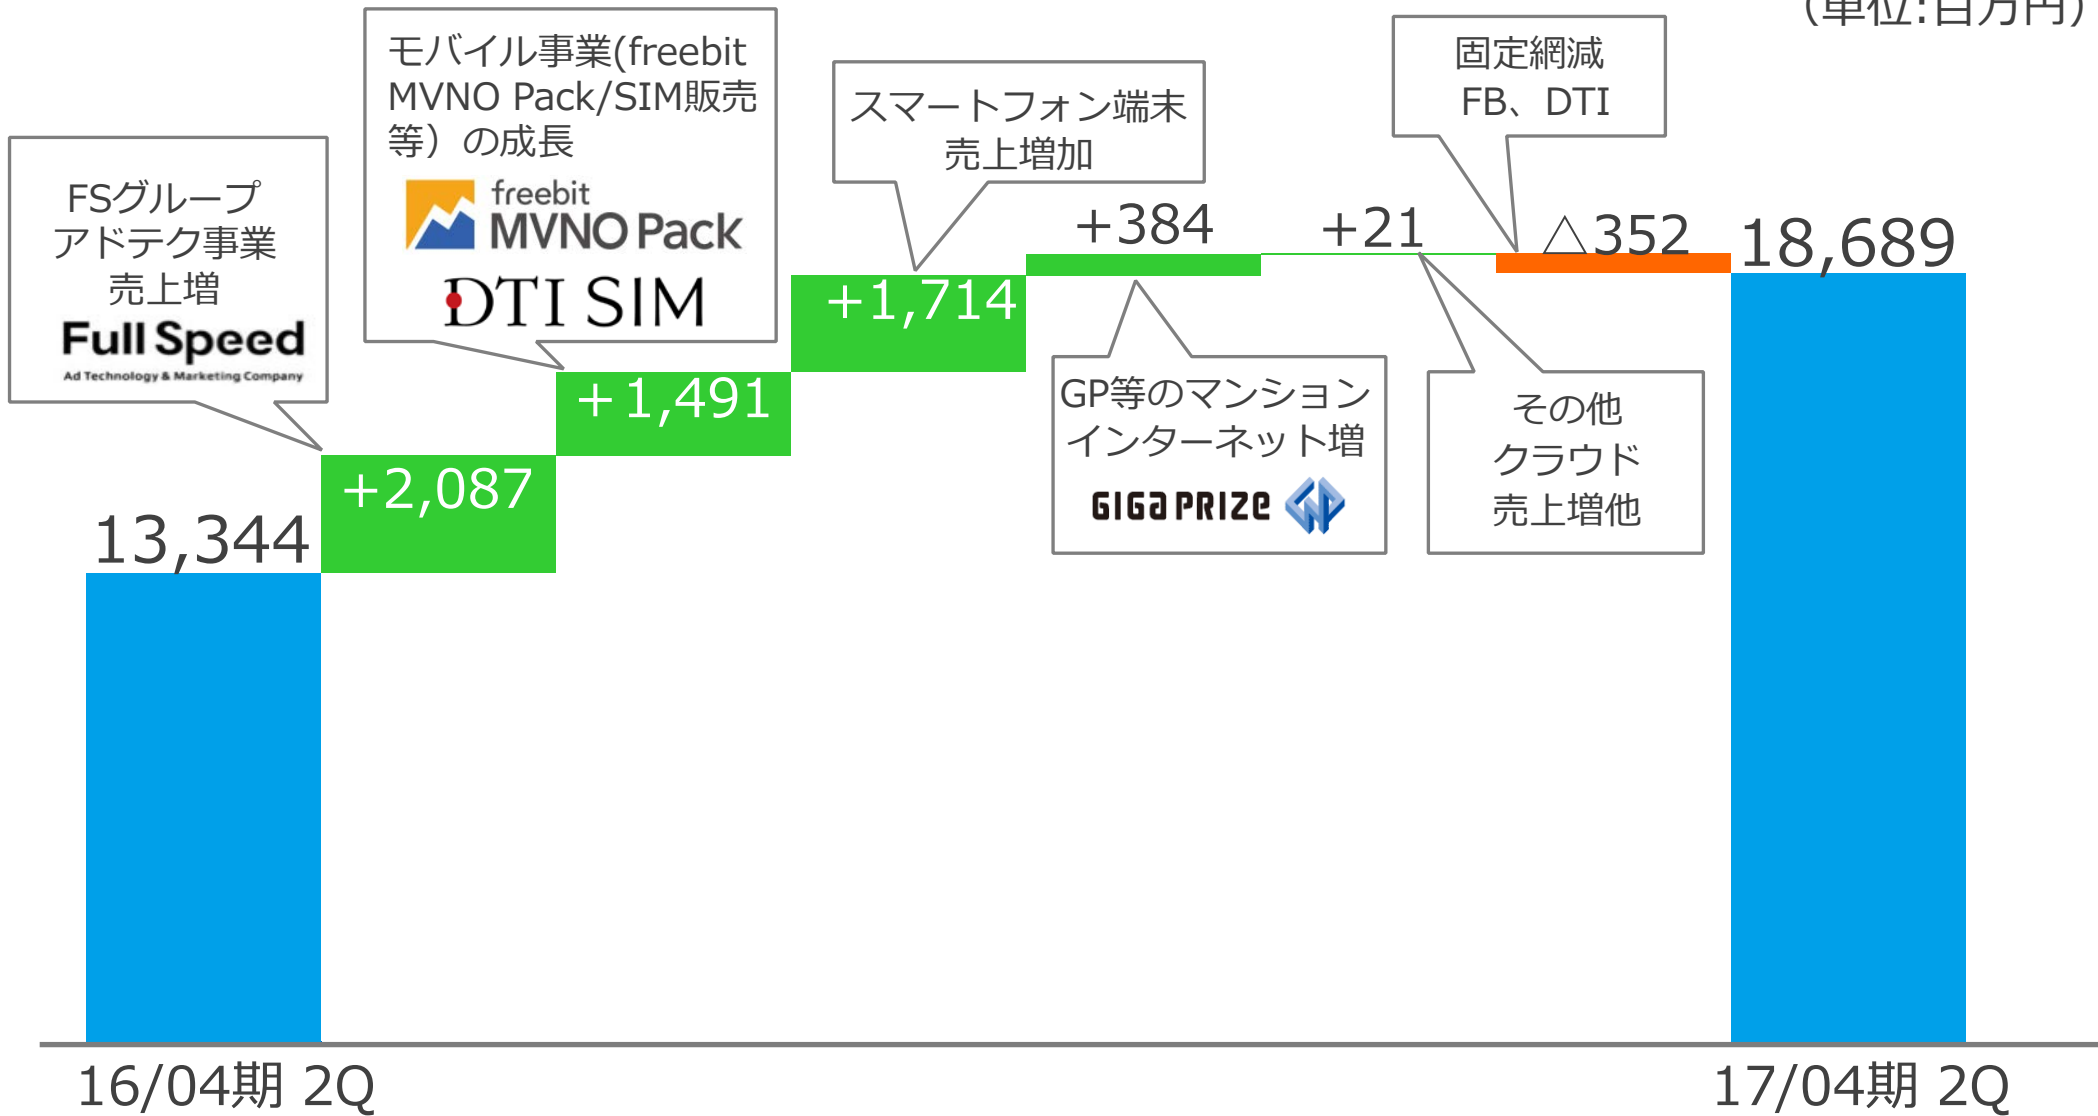 （単位:百万円）
モバイル事業(freebit
MVNO Pack/SIM販売
等）の成長
freebit
MVNO Pack
DTI SIM
固定網減
FB、DTI
スマートフォン端末
売上増加
FSグループ
アドテク事業
売上増
Full Speed
Ad Technology & Marketing Company
+384
+21
△352
18,689
+1,714
+1,491
GP等のマンション
インターネット増
GIGA PRIZE
その他
クラウド
売上増他
+2,087
13,344
16/04期 2Q
17/04期 2Q